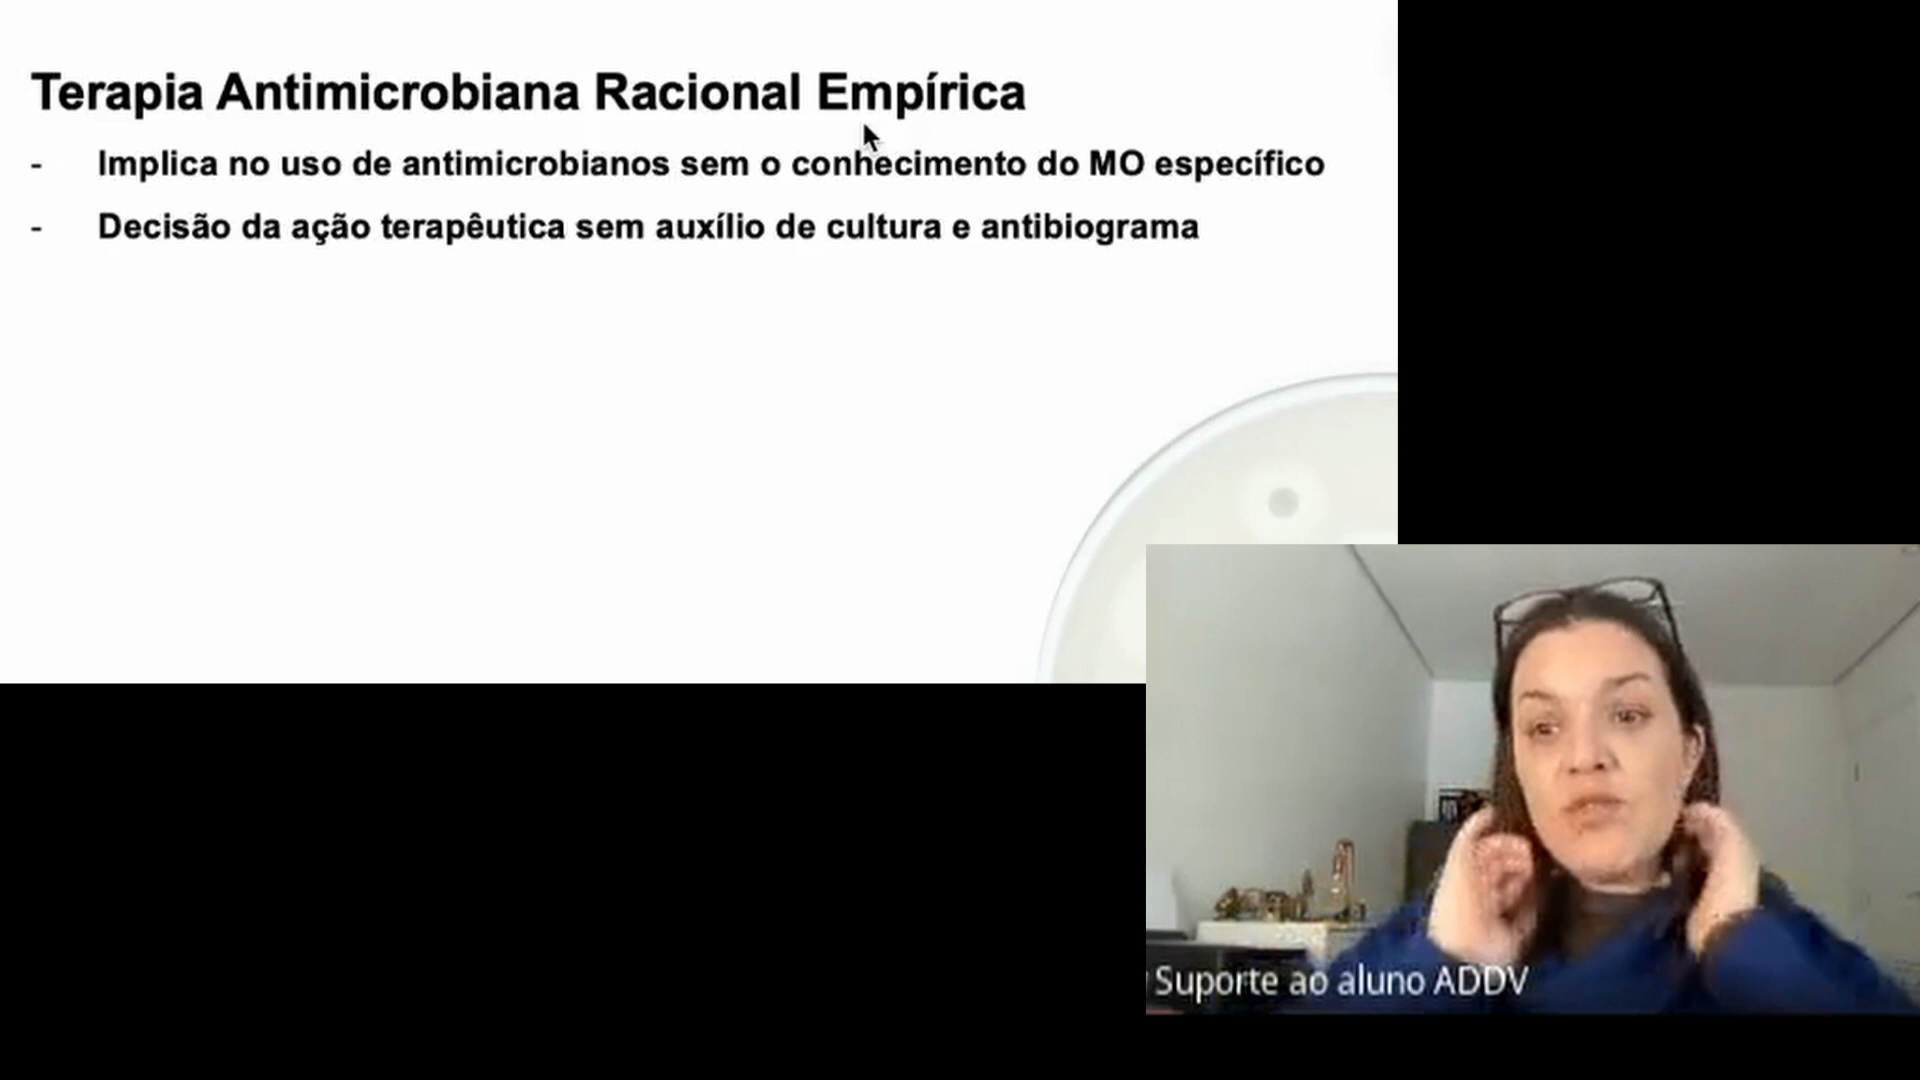 Terapia Antimicrobiana Racional Empírica
- Implica no uso de antimicrobianos sem o conhecimento do MO específico
- Decisão da ação terapêutica sem auxílio de cultura e antibiograma
Suporte ao aluno ADDV